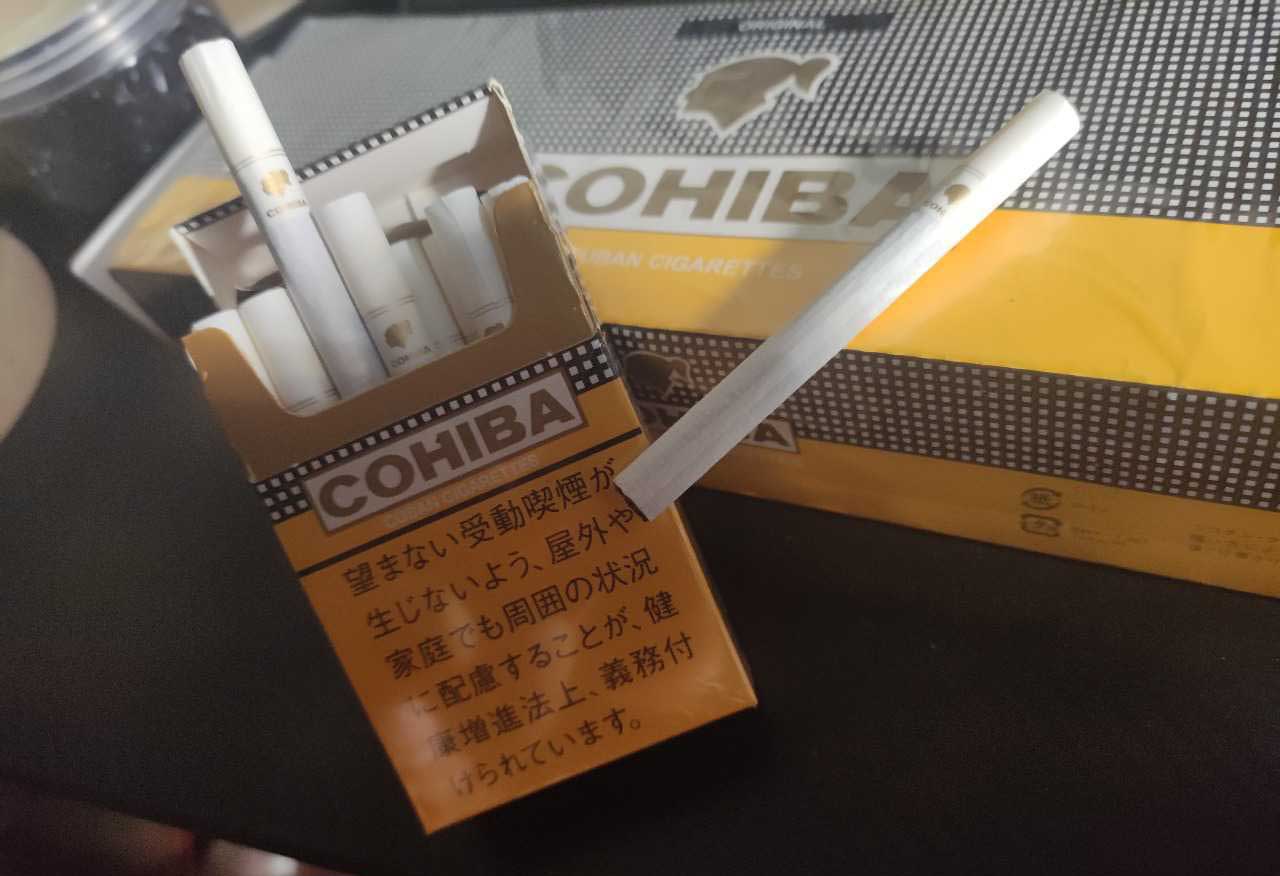 ORIGINAL
COHIBA
CUBAN CIGARETTES
COHIBA
COHIBA
COHIBA
CUBAN CIGARETTES
望まない受動喫煙が
生じないよう、屋外や
家庭でも周囲の状況
に配慮することが、健
康増進法上、義務付
けられています。
紙